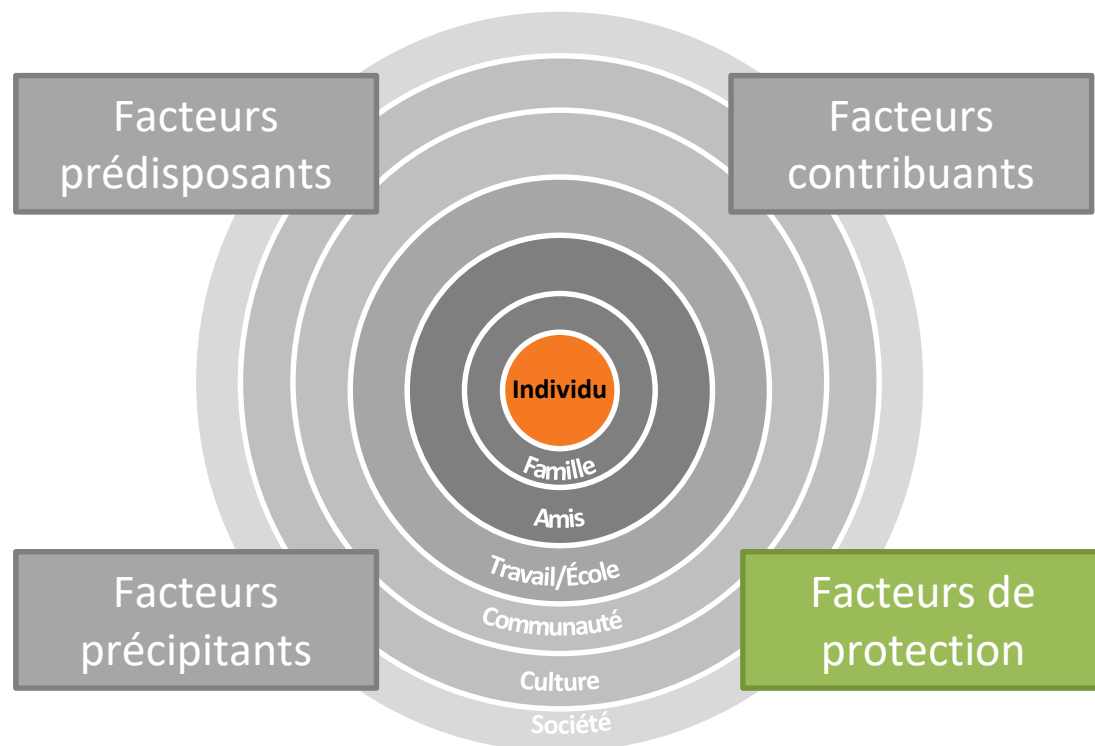 Facteurs
prédisposants
Facteurs
contribuants
Individu
Famille
Amis
Travail/École
Communauté
Culture
Société
Facteurs
précipitants
Facteurs de
protection